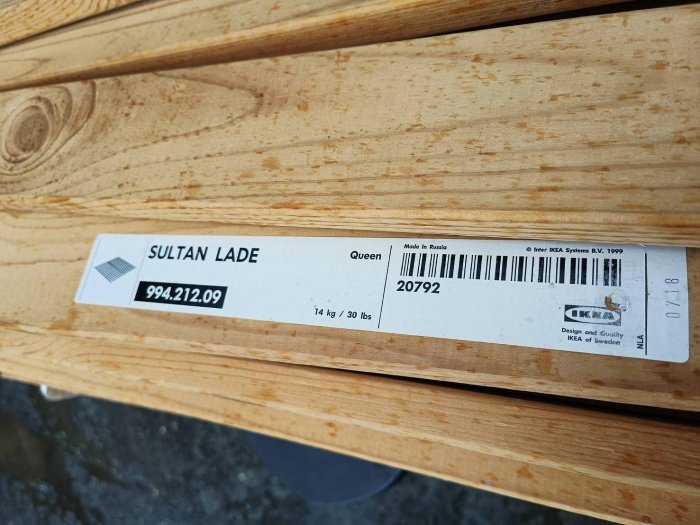 SULTAN LADE
Queen
994.212.09
14 kg / 30 lbs
Made in Russia
© Inter IKEA Systems B.V. 1999
20792
IKEA
Design and Quality
IKEA of Sweden
NLA
0718